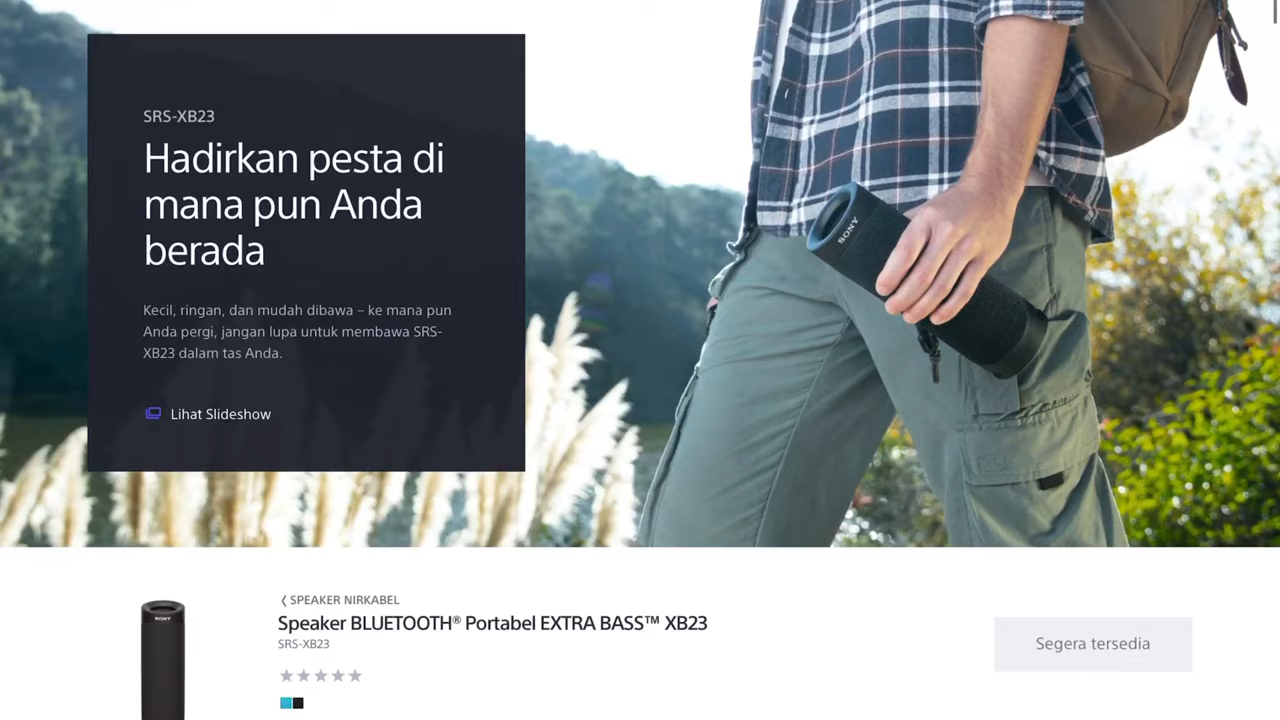 SRS-XB23
Hadirkan pesta di
mana pun Anda
berada
Kecil, ringan, dan mudah dibawa – ke mana pun
Anda pergi, jangan lupa untuk membawa SRS-
XB23 dalam tas Anda.
Lihat Slideshow
SONY
SPEAKER NIRKABEL
Speaker BLUETOOTH® Portabel EXTRA BASS™ XB23
SRS-XB23
SONY
Segera tersedia